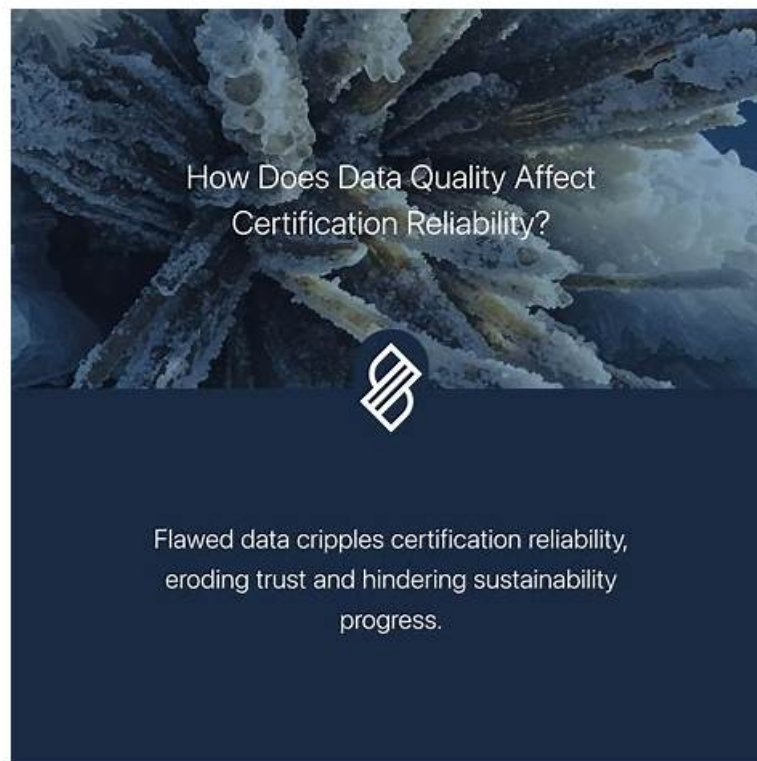 How Does Data Quality Affect
Certification Reliability?
Flawed data cripples certification reliability,
eroding trust and hindering sustainability
progress.